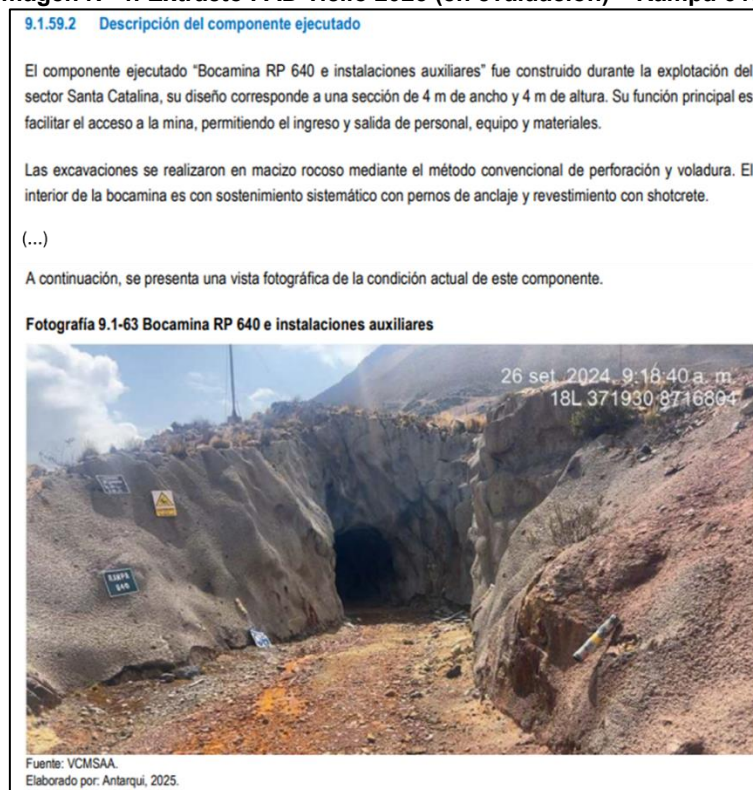 9.1.59.2 Descripción del componente ejecutado
El componente ejecutado “Bocamina RP 640 e instalaciones auxiliares” fue construido durante la explotación del
sector Santa Catalina, su diseño corresponde a una sección de 4 m de ancho y 4 m de altura. Su función principal es
facilitar el acceso a la mina, permitiendo el ingreso y salida de personal, equipo y materiales.
Las excavaciones se realizaron en macizo rocoso mediante el método convencional de perforación y voladura. El
interior de la bocamina es con sostenimiento sistemático con pernos de anclaje y revestimiento con shotcrete.
(...)
A continuación, se presenta una vista fotográfica de la condición actual de este componente.
Fotografía 9.1-63 Bocamina RP 640 e instalaciones auxiliares
26 set. 2024 9:18:40 a. m.
18L 371930 8716804
RAMPA
640
Fuente: VCMSAA.
Elaborado por: Antarqui, 2025.